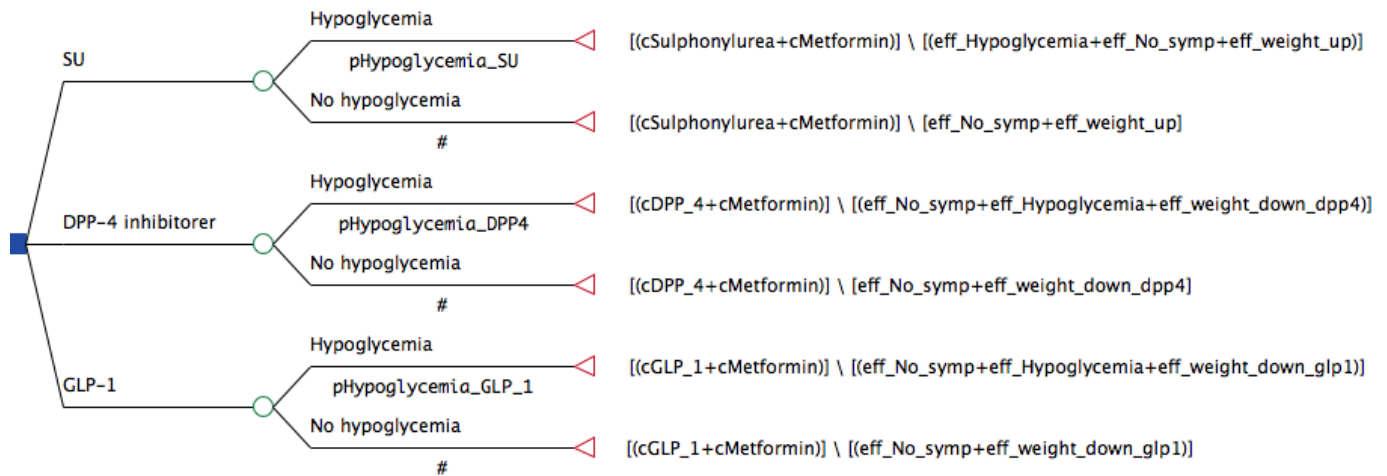 Hypoglycemia
[(cSulphonylurea+cMetformin)] \ [(eff_Hypoglycemia+eff_No_symp+eff_weight_up)]
SU
pHypoglycemia_SU
No hypoglycemia
[(cSulphonylurea+cMetformin)] \ [eff_No_symp+eff_weight_up]
#
Hypoglycemia
[(cDPP_4+cMetformin)] \ [(eff_No_symp+eff_Hypoglycemia+eff_weight_down_dpp4)]
DPP-4 inhibitorer
pHypoglycemia_DPP4
No hypoglycemia
[(cDPP_4+cMetformin)] \ [eff_No_symp+eff_weight_down_dpp4]
#
Hypoglycemia
[(cGLP_1+cMetformin)] \ [(eff_No_symp+eff_Hypoglycemia+eff_weight_down_glp1)]
GLP-1
pHypoglycemia_GLP_1
No hypoglycemia
[(cGLP_1+cMetformin)] \ [(eff_No_symp+eff_weight_down_glp1)]
#